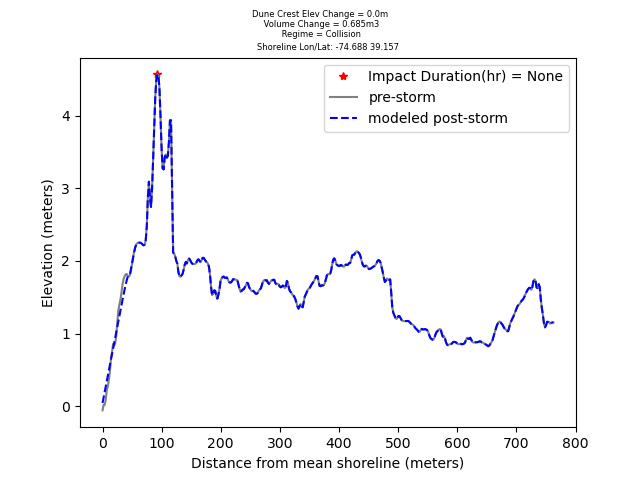 Dune Crest Elev Change = 0.0m
Volume Change = 0.685m3
Regime = Collision
Shoreline Lon/Lat: -74.688 39.157
Impact Duration(hr) = None
pre-storm
modeled post-storm
4
3
2
1
0
Elevation (meters)
0 100 200 300 400 500 600 700 800
Distance from mean shoreline (meters)